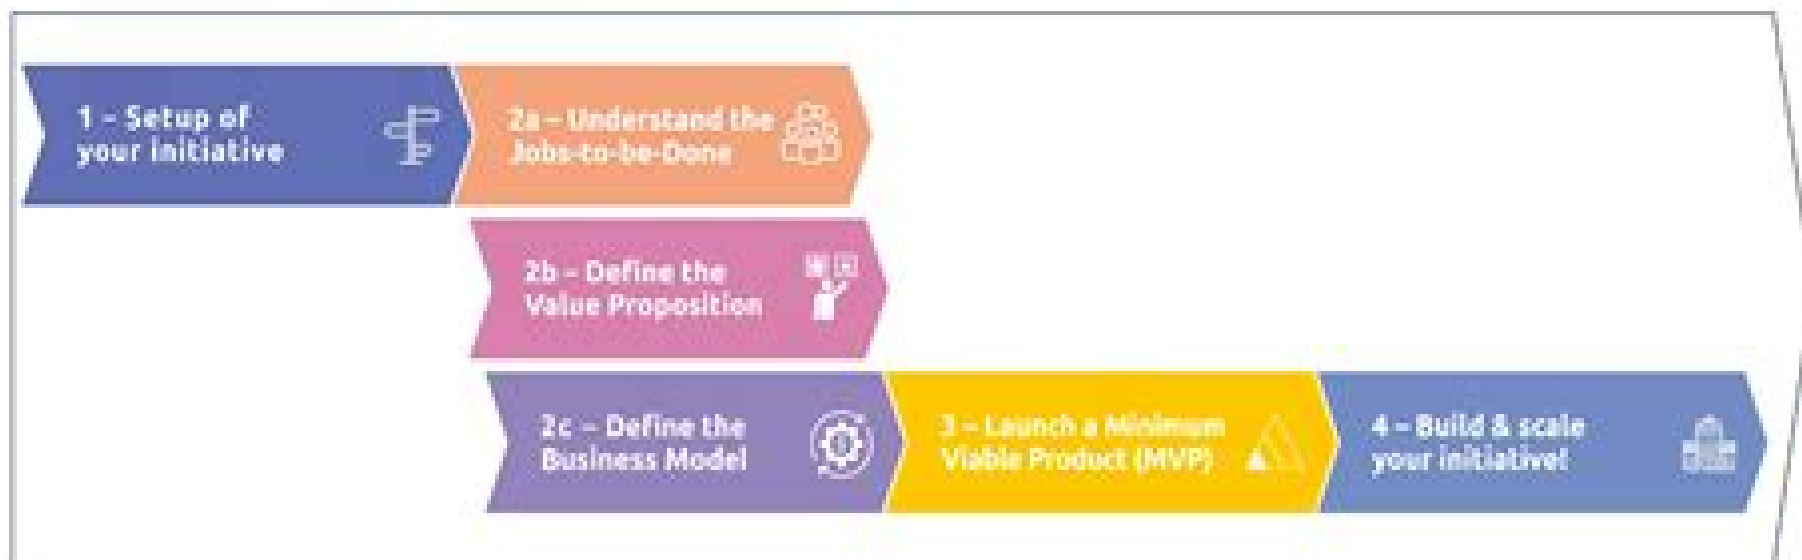 1 – Setup of
your initiative
2a – Understand the
Jobs-to-be-Done
2b – Define the
Value Proposition
2c – Define the
Business Model
3 – Launch a Minimum
Viable Product (MVP)
4 – Build & scale
your initiative!